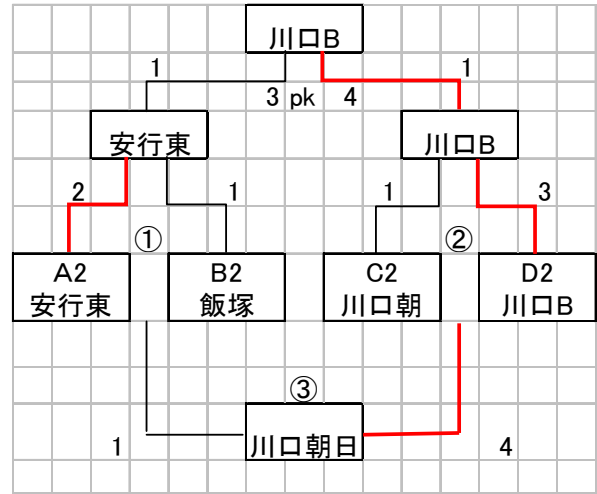 川口B
1 1
3 pk 4
安行東 川口B
2 1 1 3
① ②
A2 B2 C2 D2
安行東 飯塚 川口朝 川口B
③
1 川口朝日 4